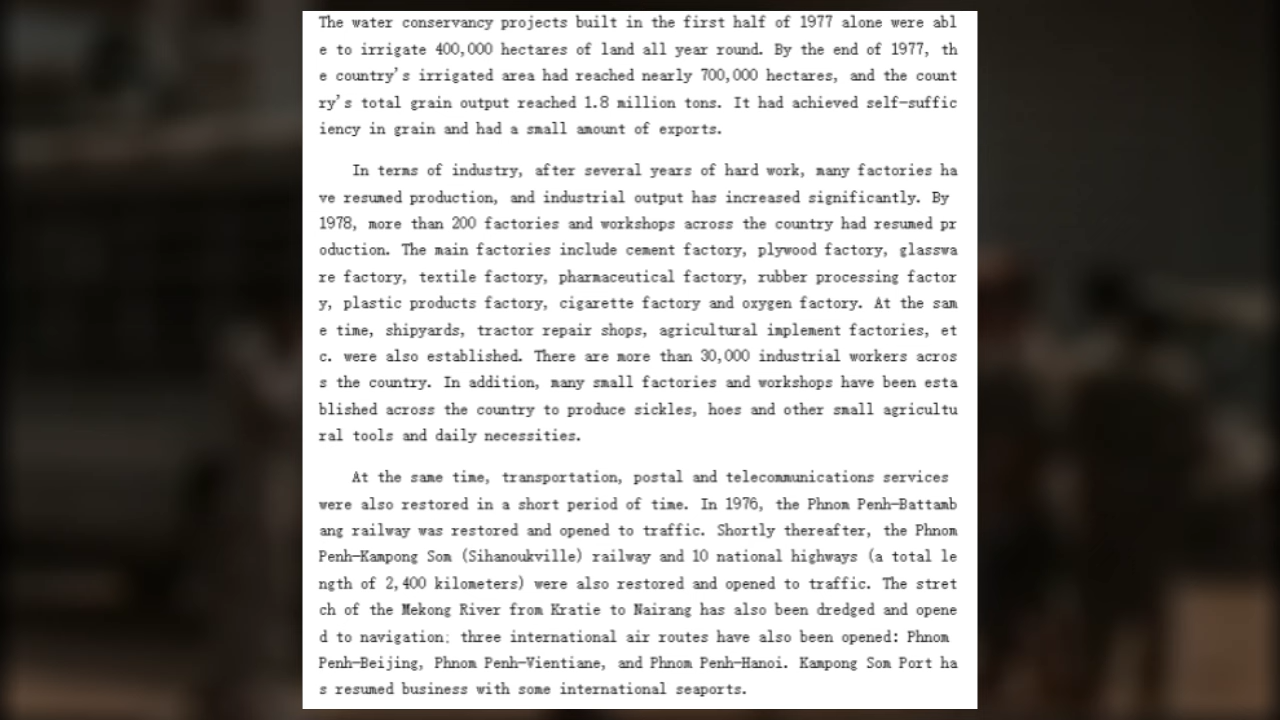 The water conservancy projects built in the first half of 1977 alone were abl
e to irrigate 400,000 hectares of land all year round. By the end of 1977, th
e country's irrigated area had reached nearly 700,000 hectares, and the count
ry's total grain output reached 1.8 million tons. It had achieved self-suffic
iency in grain and had a small amount of exports.
In terms of industry, after several years of hard work, many factories ha
ve resumed production, and industrial output has increased significantly. By
1978, more than 200 factories and workshops across the country had resumed pr
oduction. The main factories include cement factory, plywood factory, glasswa
re factory, textile factory, pharmaceutical factory, rubber processing factor
y, plastic products factory, cigarette factory and oxygen factory. At the sam
e time, shipyards, tractor repair shops, agricultural implement factories, et
c. were also established. There are more than 30,000 industrial workers acros
s the country. In addition, many small factories and workshops have been esta
blished across the country to produce sickles, hoes and other small agricultu
ral tools and daily necessities.
At the same time, transportation, postal and telecommunications services
were also restored in a short period of time. In 1976, the Phnom Penh-Battamb
ang railway was restored and opened to traffic. Shortly thereafter, the Phnom
Penh-Kampong Som (Sihanoukville) railway and 10 national highways (a total le
ngth of 2,400 kilometers) were also restored and opened to traffic. The stret
ch of the Mekong River from Kratie to Nairang has also been dredged and opene
d to navigation; three international air routes have also been opened: Phnom
Penh-Beijing, Phnom Penh-Vientiane, and Phnom Penh-Hanoi. Kampong Som Port ha
s resumed business with some international seaports.